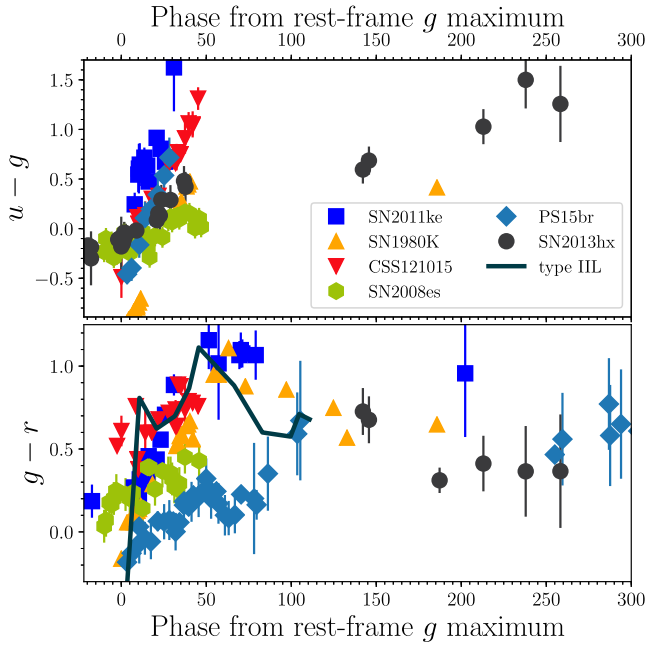 Phase from rest-frame g maximum
0 50 100 150 200 250 300
1.5
1.0
0.5
0.0
−0.5
u − g
SN2011ke PS15br
SN1980K SN2013hx
CSS121015 type IIL
SN2008es
1.0
0.5
0.0
g − r
0 50 100 150 200 250 300
Phase from rest-frame g maximum